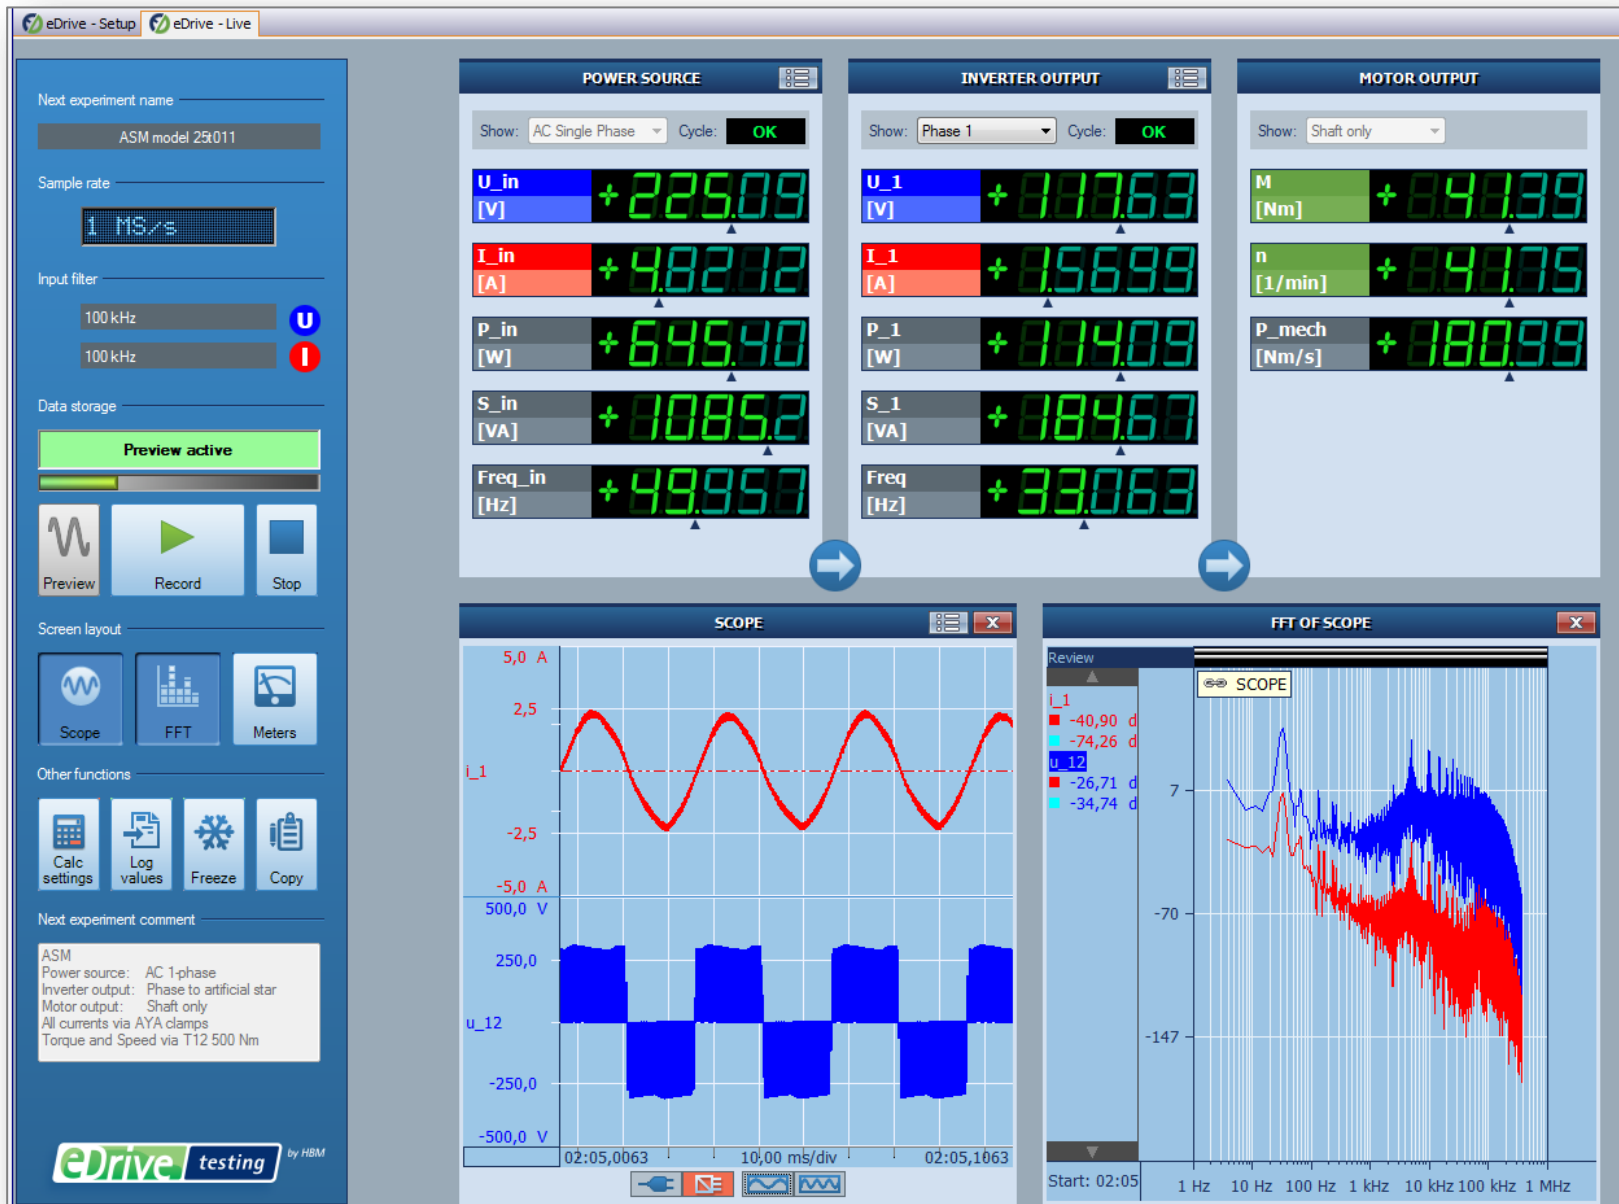 eDrive - Setup
eDrive - Live
Next experiment name
ASM model 25t011
Sample rate
1 MS/s
Input filter
100 kHz
U
100 kHz
I
Data storage
Preview active
Preview
Record
Stop
Screen layout
Scope
FFT
Meters
Other functions
Calc settings
Log values
Freeze
Copy
Next experiment comment
ASM
Power source: AC 1-phase
Inverter output: Phase to artificial star
Motor output: Shaft only
All currents via AYA clamps
Torque and Speed via T12 500 Nm
eDrive testing by HBM
POWER SOURCE
Show: AC Single Phase Cycle: OK
U_in [V] +225.09
I_in [A] +4.8212
P_in [W] +645.40
S_in [VA] +1085.2
Freq_in [Hz] +49.957
INVERTER OUTPUT
Show: Phase 1 Cycle: OK
U_1 [V] +117.63
I_1 [A] +1.5699
P_1 [W] +114.09
S_1 [VA] +184.67
Freq [Hz] +33.063
MOTOR OUTPUT
Show: Shaft only
M [Nm] +41.39
n [1/min] +41.75
P_mech [Nm/s] +180.99
SCOPE
5,0 A
2,5
i_1
-2,5
-5,0 A
500,0 V
250,0
u_12
-250,0
-500,0 V
02:05,0063 10,00 ms/div 02:05,1063
FFT OF SCOPE
Review
SCOPE
i_1
-40,90 d
-74,26 d
u_12
-26,71 d
-34,74 d
7
-70
-147
Start: 02:05
1 Hz 10 Hz 100 Hz 1 kHz 10 kHz 100 kHz 1 MHz